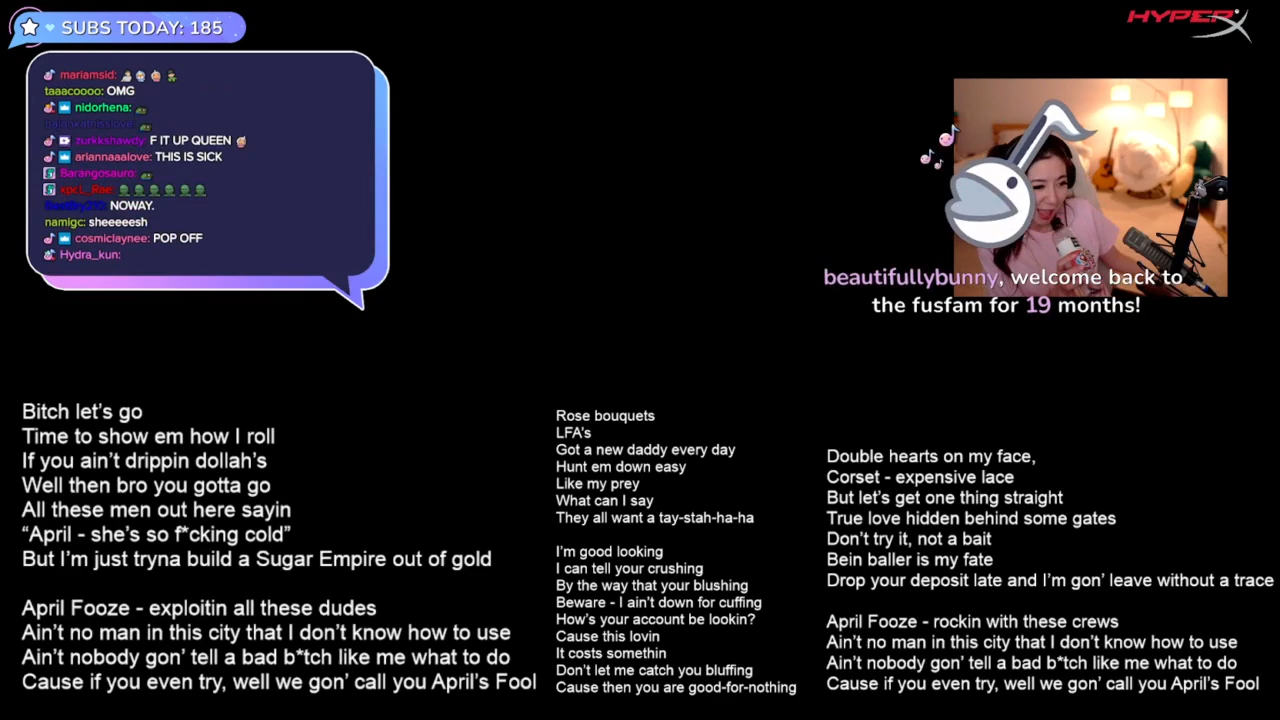 SUBS TODAY: 185
HYPERX
mariamsid:
taaacoooo: OMG
nidorhena:
zurkkshawdy F IT UP QUEEN
ariannaaalove: THIS IS SICK
Barangosauro:
xpcL_Rae:
NOWAY.
namigc: sheeeeesh
cosmiclaynee: POP OFF
Hydra_kun:
beautifullybunny, welcome back to
the fusfam for 19 months!
Bitch let's go
Time to show em how I roll
If you ain't drippin dollah's
Well then bro you gotta go
All these men out here sayin
“April - she's so f*cking cold”
But I'm just tryna build a Sugar Empire out of gold
April Fooze - exploitin all these dudes
Ain't no man in this city that I don't know how to use
Ain't nobody gon' tell a bad b*tch like me what to do
Cause if you even try, well we gon' call you April's Fool
Rose bouquets
LFA's
Got a new daddy every day
Hunt em down easy
Like my prey
What can I say
They all want a tay-stah-ha-ha
I'm good looking
I can tell your crushing
By the way that your blushing
Beware - I ain't down for cuffing
How's your account be lookin?
Cause this lovin
It costs somethin
Don't let me catch you bluffing
Cause then you are good-for-nothing
Double hearts on my face,
Corset - expensive lace
But let's get one thing straight
True love hidden behind some gates
Don't try it, not a bait
Bein baller is my fate
Drop your deposit late and I'm gon' leave without a trace
April Fooze - rockin with these crews
Ain't no man in this city that I don't know how to use
Ain't nobody gon' tell a bad b*tch like me what to do
Cause if you even try, well we gon' call you April's Fool